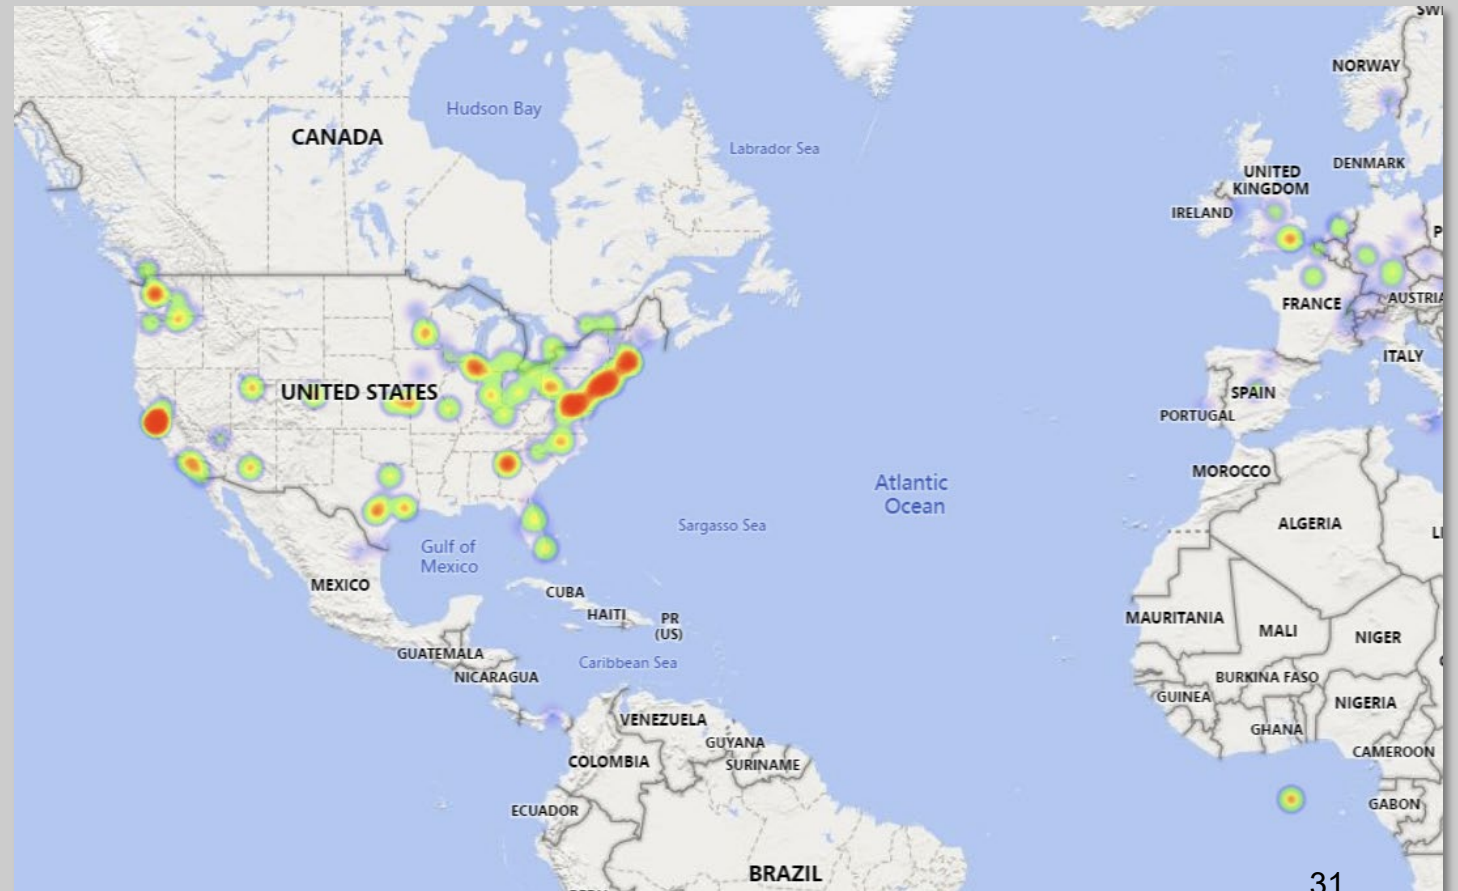 SWI
NORWAY
Hudson Bay
CANADA
Labrador Sea
DENMARK
UNITED
KINGDOM
IRELAND
P
FRANCE
AUSTRIA
ITALY
UNITED STATES
SPAIN
PORTUGAL
MOROCCO
Atlantic
Ocean
ALGERIA
Sargasso Sea
LI
Gulf of
Mexico
MEXICO
CUBA
HAITI
PR
(US)
MAURITANIA
MALI
NIGER
GUATEMALA
Caribbean Sea
NICARAGUA
BURKINA FASO
GUINEA
NIGERIA
VENEZUELA
GHANA
GUYANA
CAMEROON
COLOMBIA
SURINAME
ECUADOR
GABON
BRAZIL
31